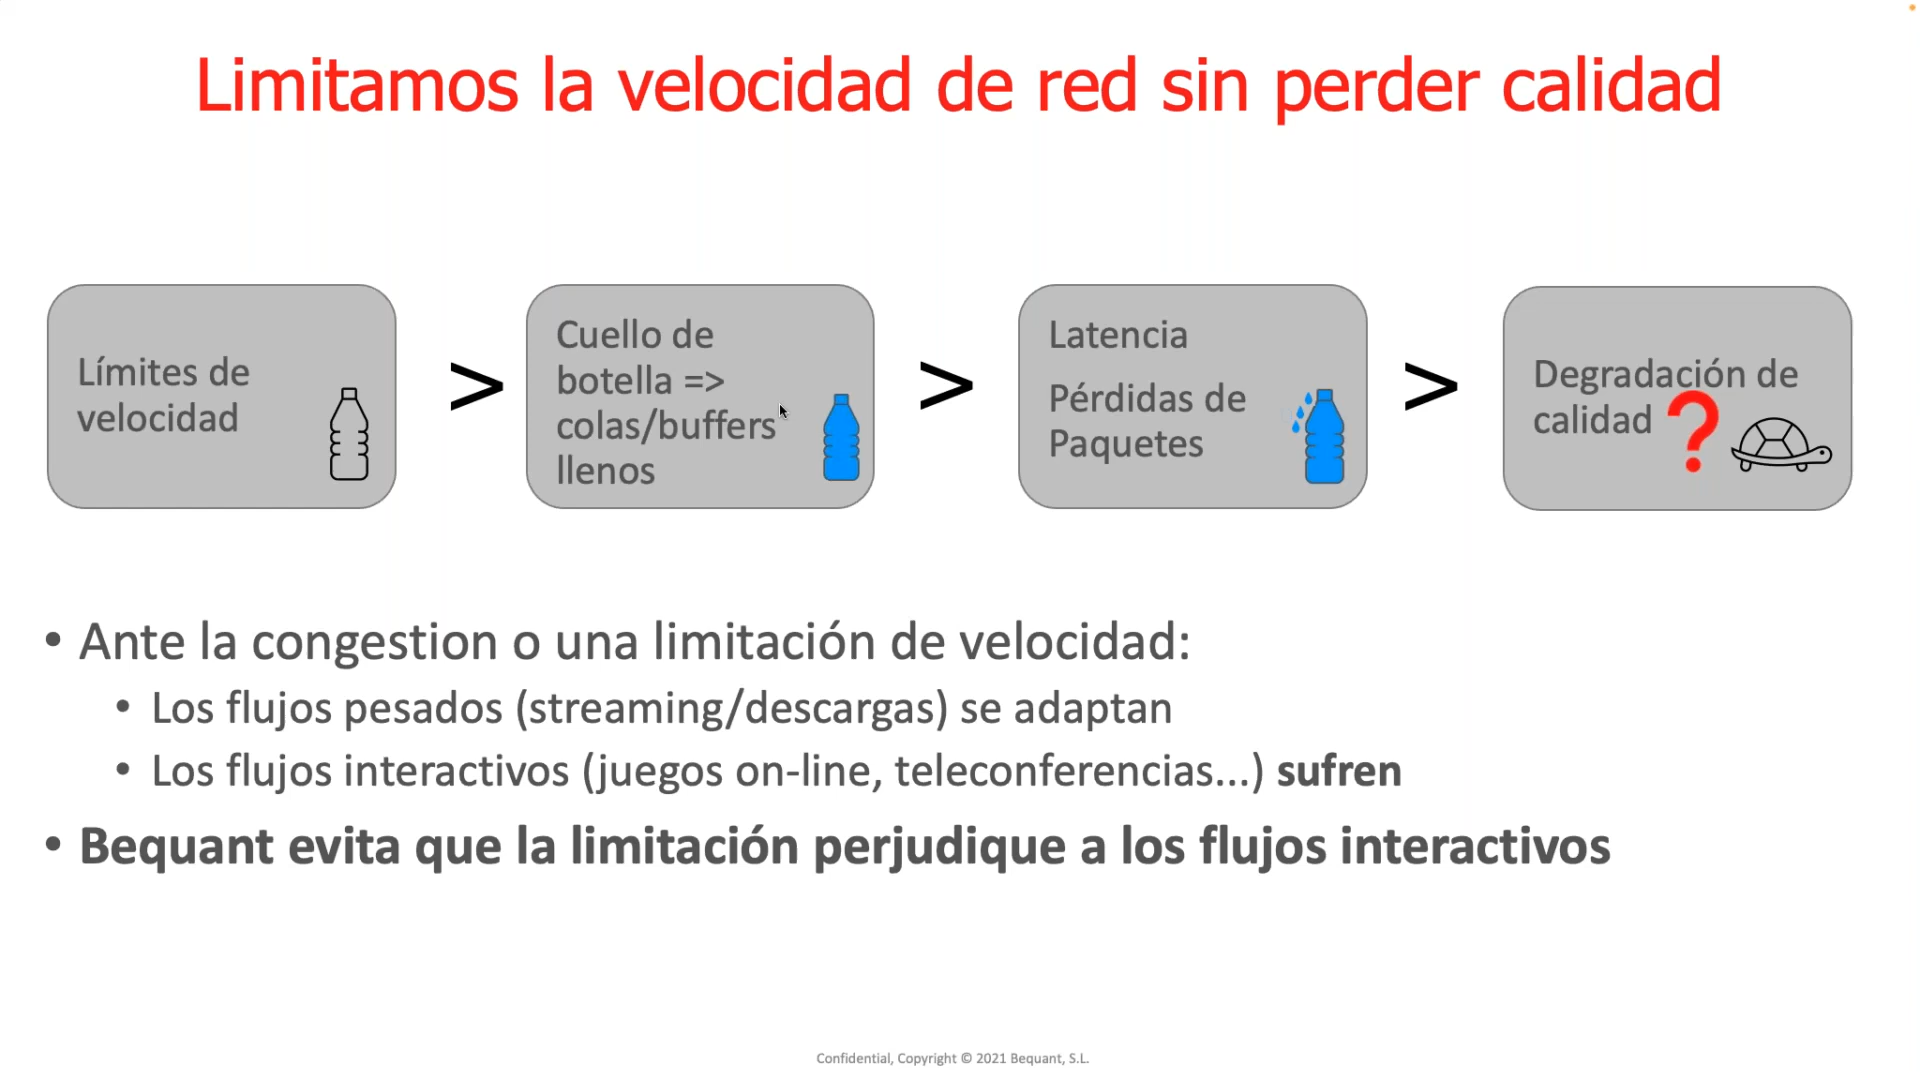 Limitamos la velocidad de red sin perder calidad
Límites de
velocidad
>
Cuello de
botella =>
colas/buffers
llenos
>
Latencia
Pérdidas de
Paquetes
>
Degradación de
calidad ❓
• Ante la congestion o una limitación de velocidad:
• Los flujos pesados (streaming/descargas) se adaptan
• Los flujos interactivos (juegos on-line, teleconferencias...) sufren
• Bequant evita que la limitación perjudique a los flujos interactivos
Confidential, Copyright © 2021 Bequant, S.L.